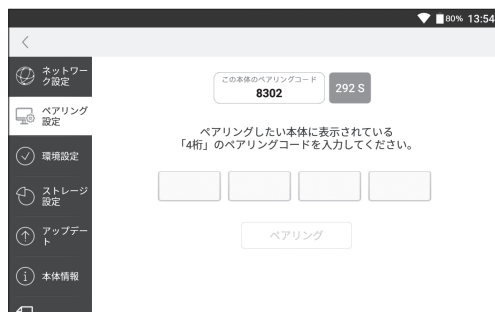 80% 13:54
ネットワー
ク設定
ペアリング
設定
環境設定
ストレージ
設定
アップデー
ト
本体情報
この本体のペアリングコード
8302
292 S
ペアリングしたい本体に表示されている
「4桁」のペアリングコードを入力してください。
ペアリング